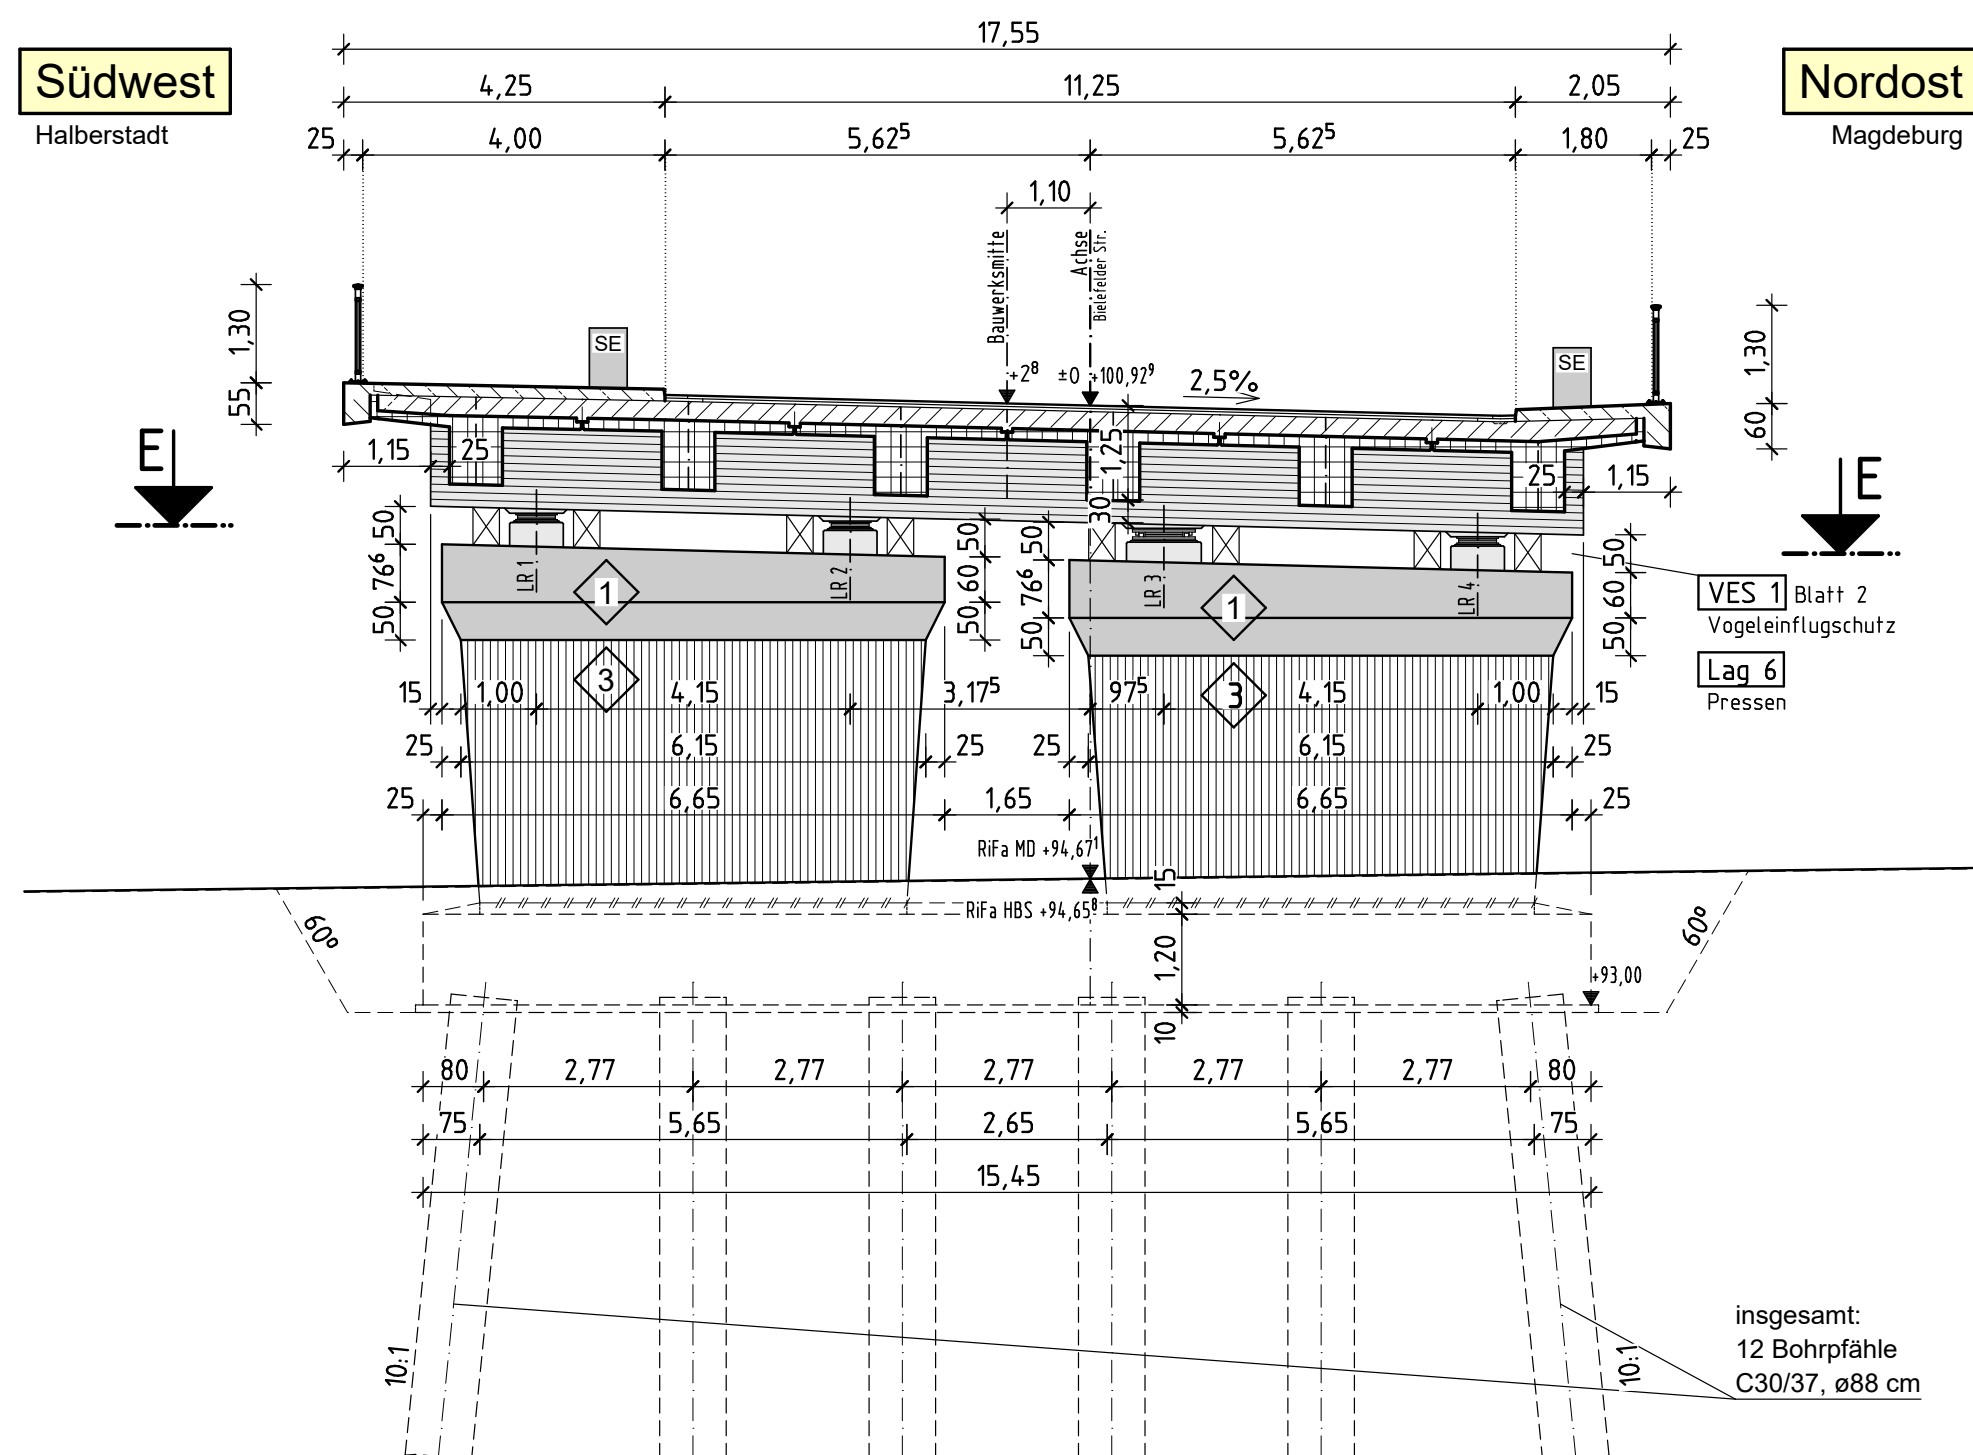 17,55
Südwest
Nordost
4,25 11,25 2,05
Halberstadt
Magdeburg
25 4,00 5,62⁵ 5,62⁵ 1,80 25
1,10
Bauwerksmitte
Achse
Bielefelder Str.
1,30
55
SE
+2⁸ ±0 +100,92⁹
2,5%
SE
1,30
60
E
1,15 25
1,25
30
25 1,15
E
50
76⁶
50
LR 1
LR 2
50
60
50
50
76⁶
50
LR 3
LR 4
50
60
50
1
1
VES 1 Blatt 2
Vogeleinflugschutz
Lag 6
Pressen
3
3
15 1,00 4,15 3,17⁵ 97⁵ 4,15 1,00 15
25 6,15 25 25 6,15 25
25 6,65 1,65 6,65 25
RiFa MD +94,67¹
15
RiFa HBS +94,65⁸
60°
60°
1,20
+93,00
10
80 2,77 2,77 2,77 2,77 2,77 80
75 5,65 2,65 5,65 75
15,45
10:1
10:1
insgesamt:
12 Bohrpfähle
C30/37, ø88 cm